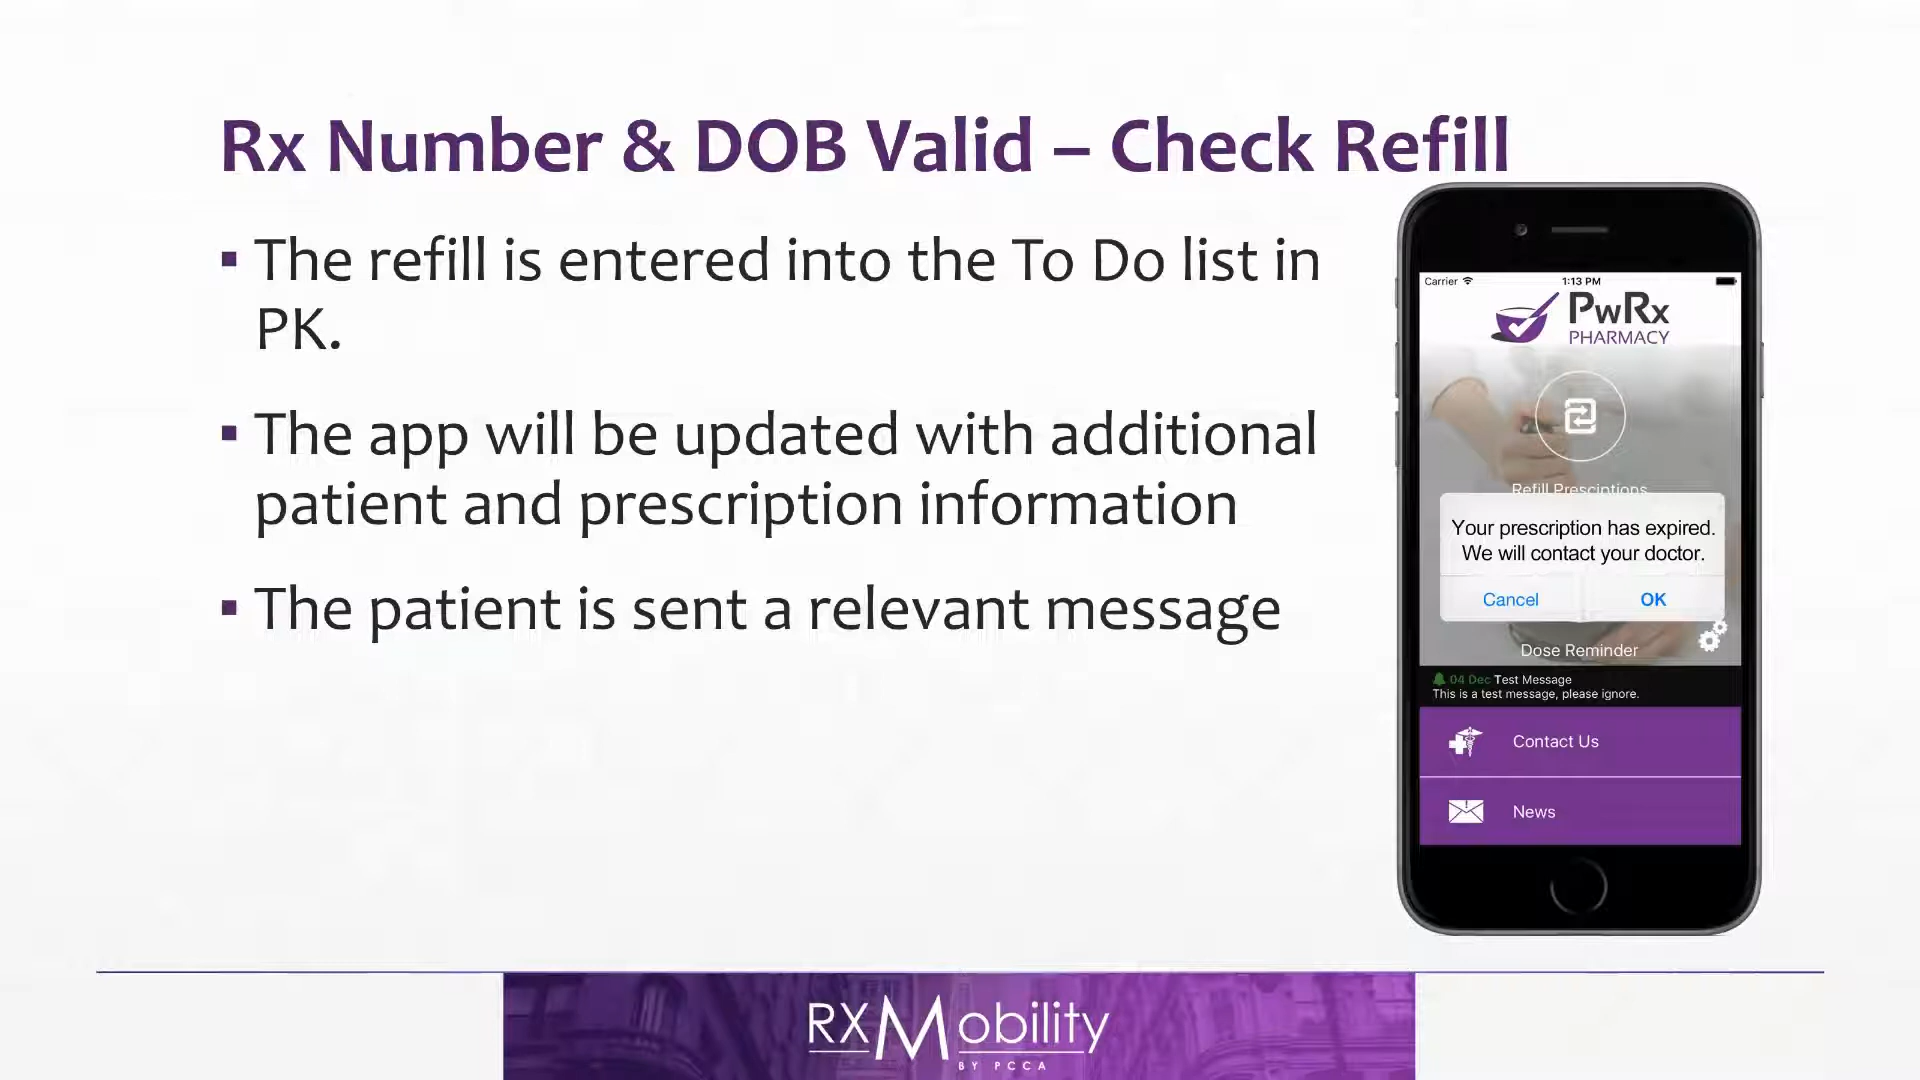 Rx Number & DOB Valid – Check Refill
▪ The refill is entered into the To Do list in
PK.
▪ The app will be updated with additional
patient and prescription information
▪ The patient is sent a relevant message
Carrier 1:13 PM
PwRx
PHARMACY
Refill Presciptions
Your prescription has expired.
We will contact your doctor.
Cancel OK
Dose Reminder
04 Dec Test Message
This is a test message, please ignore.
Contact Us
News
RXMobility
BY PCCA